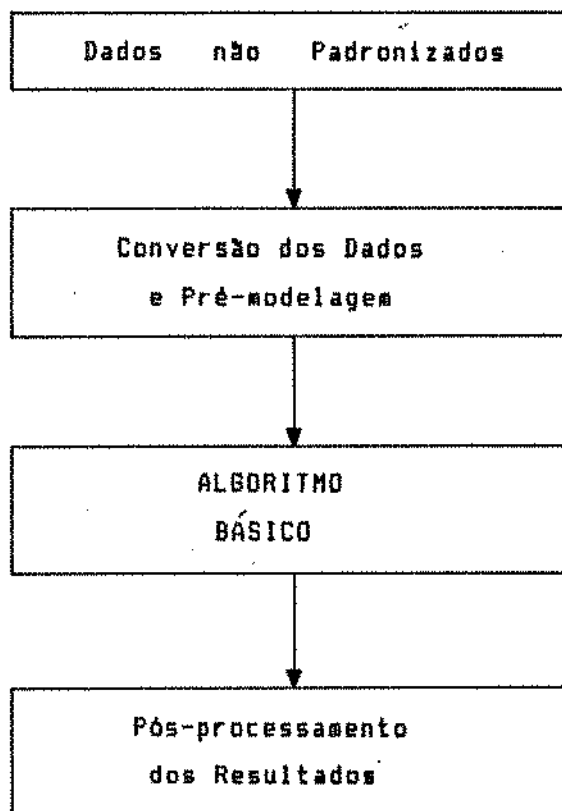 Dados não Padronizados
Conversão dos Dados
e Pré-modelagem
ALGORITMO
BÁSICO
Pós-processamento
dos Resultados